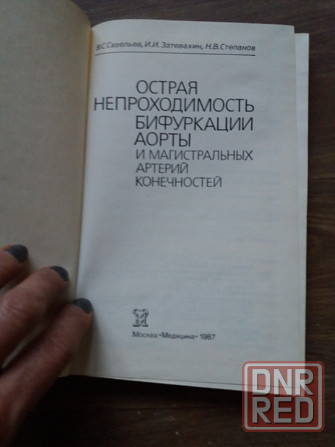 В.С.Савельев, И.И. Затевахин, Н.В.Степанов
ОСТРАЯ
НЕПРОХОДИМОСТЬ
БИФУРКАЦИИ
АОРТЫ
И МАГИСТРАЛЬНЫХ
АРТЕРИЙ
КОНЕЧНОСТЕЙ
Москва «Медицина» 1987
DNR
RED